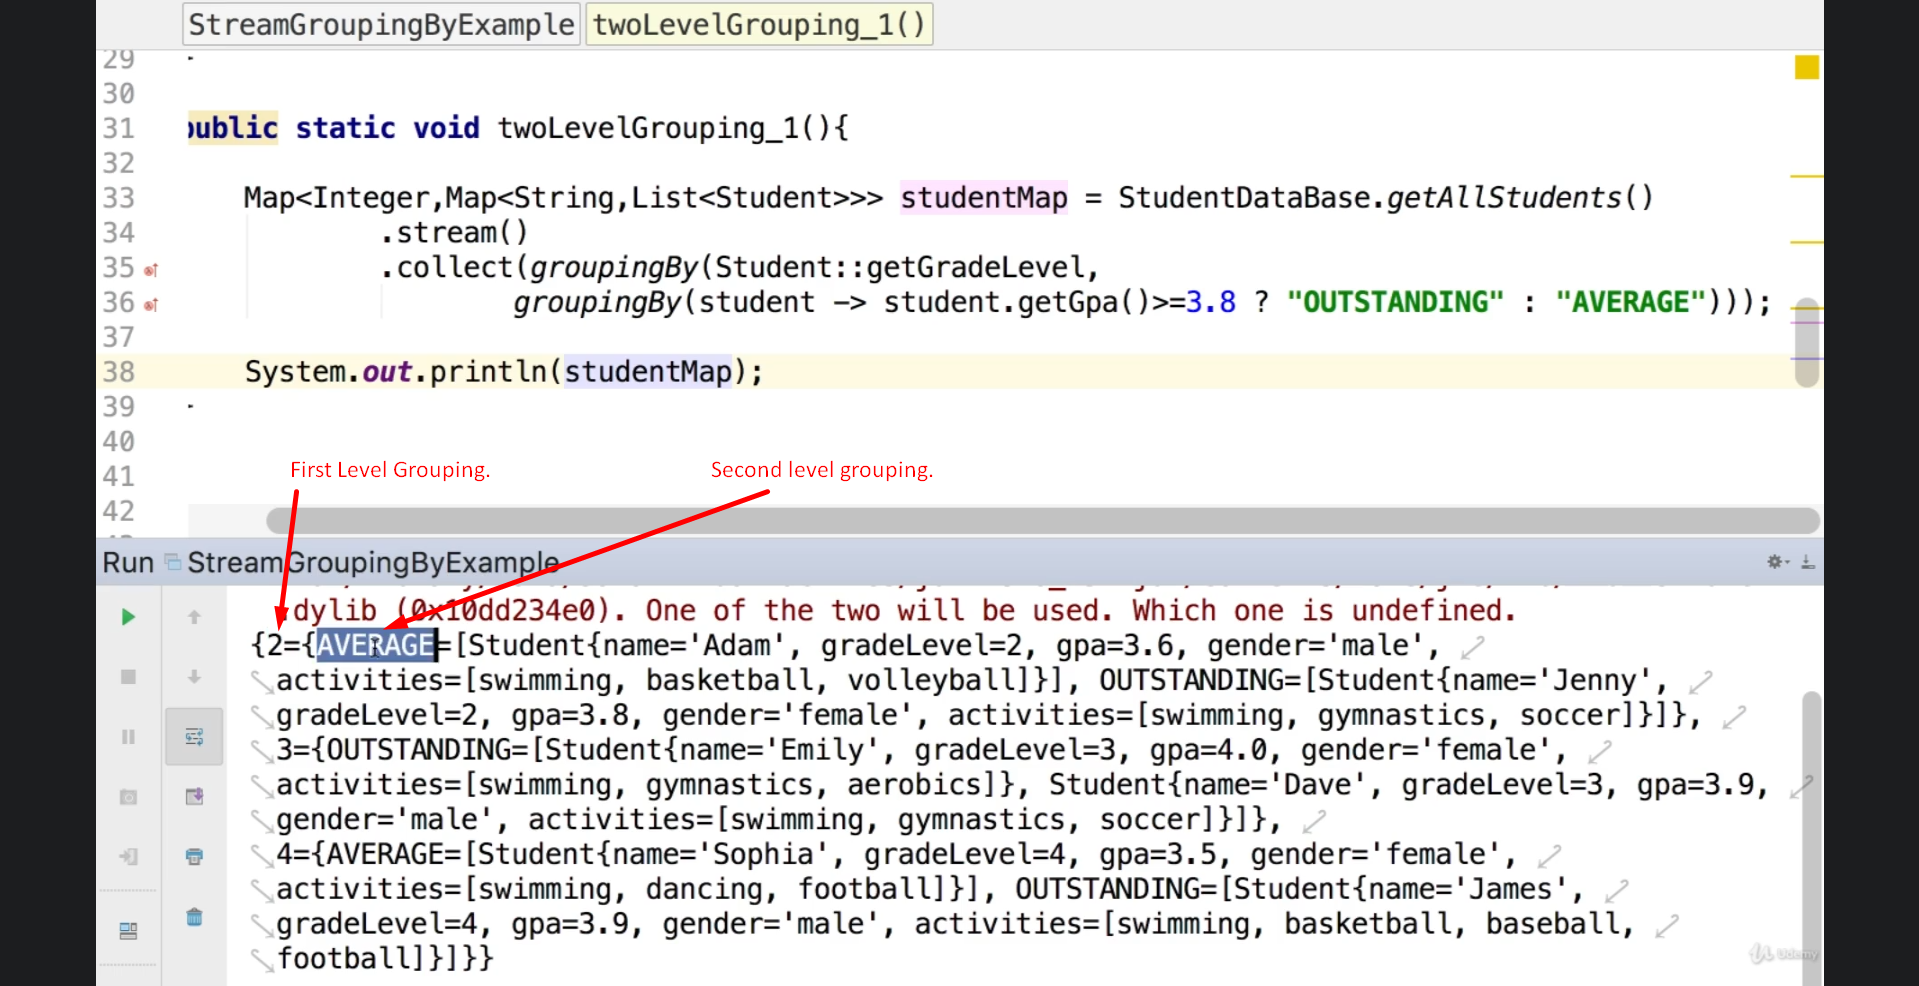 StreamGroupingByExample twoLevelGrouping_1()
29
30
31 public static void twoLevelGrouping_1(){
32
33 Map<Integer,Map<String,List<Student>>> studentMap = StudentDataBase.getAllStudents()
34 .stream()
35 .collect(groupingBy(Student::getGradeLevel,
36 groupingBy(student -> student.getGpa()>=3.8 ? "OUTSTANDING" : "AVERAGE")));
37
38 System.out.println(studentMap);
39
40
41
First Level Grouping. Second level grouping.
42
Run StreamGroupingByExample
dylib (0x10dd234e0). One of the two will be used. Which one is undefined.
{2={AVERAGE=[Student{name='Adam', gradeLevel=2, gpa=3.6, gender='male',
activities=[swimming, basketball, volleyball]}], OUTSTANDING=[Student{name='Jenny',
gradeLevel=2, gpa=3.8, gender='female', activities=[swimming, gymnastics, soccer]}]},
3={OUTSTANDING=[Student{name='Emily', gradeLevel=3, gpa=4.0, gender='female',
activities=[swimming, gymnastics, aerobics]}, Student{name='Dave', gradeLevel=3, gpa=3.9,
gender='male', activities=[swimming, gymnastics, soccer]}]},
4={AVERAGE=[Student{name='Sophia', gradeLevel=4, gpa=3.5, gender='female',
activities=[swimming, dancing, football]}], OUTSTANDING=[Student{name='James',
gradeLevel=4, gpa=3.9, gender='male', activities=[swimming, basketball, baseball,
football]}]}}
Udemy